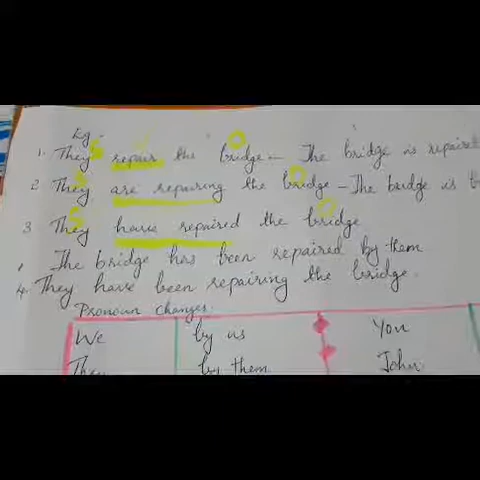 Eg -
1. They repair the bridge - The bridge is repaired
2 They are repairing the bridge - The bridge is
3 They have repaired the bridge
The bridge has been repaired by them
4. They have been repairing the bridge.
Pronoun changes.
We by us You
They by them John
S O
S O
S O